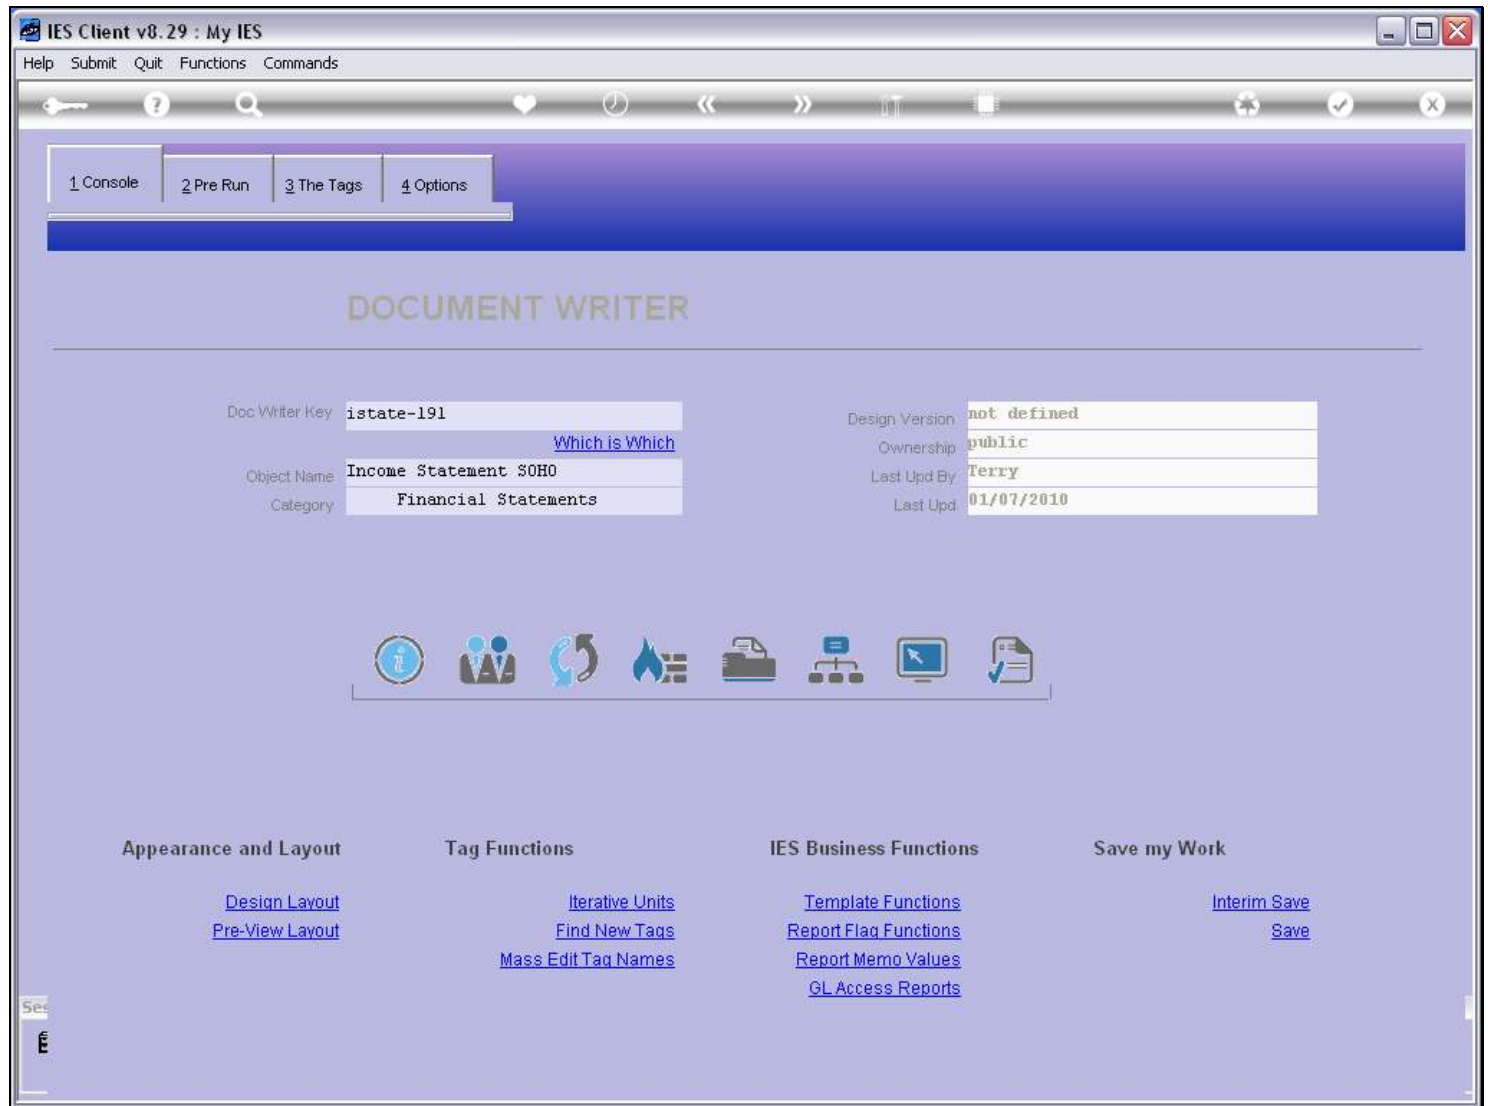 IES Client v8.29 : My IES
Help Submit Quit Functions Commands
1 Console 2 Pre Run 3 The Tags 4 Options
DOCUMENT WRITER
Doc Writer Key istate-191
Which is Which
Object Name Income Statement SOHO
Category Financial Statements
Design Version not defined
Ownership public
Last Upd By Terry
Last Upd 01/07/2010
Appearance and Layout
Design Layout
Pre-View Layout
Tag Functions
Iterative Units
Find New Tags
Mass Edit Tag Names
IES Business Functions
Template Functions
Report Flag Functions
Report Memo Values
GL Access Reports
Save my Work
Interim Save
Save